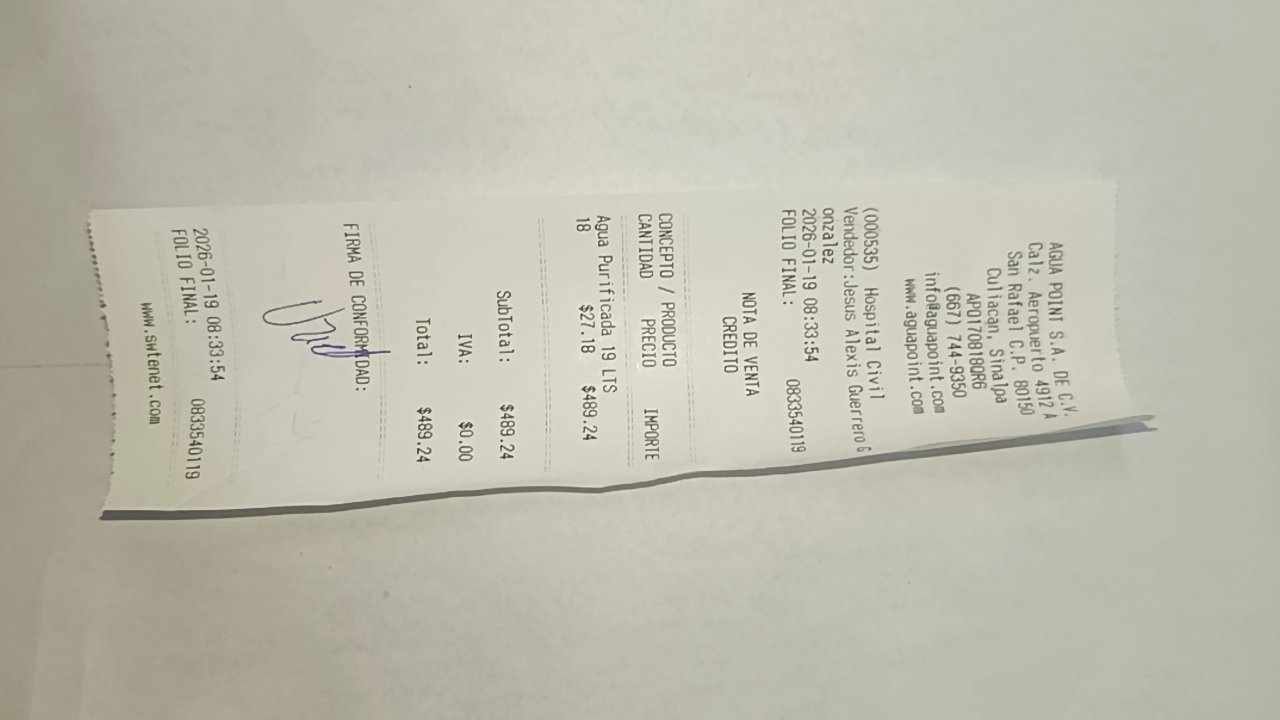 AGUA POINT S.A. DE C.V.
Calz. Aeropuerto 4912 A
San Rafael C.P. 80150
Culiacan, Sinalpa
APO170818QR6
(667) 744-9350
info@aguapoint.com
www.aguapoint.com
(000535) Hospital Civil
Vendedor:Jesus Alexis Guerrero G
onzalez
2026-01-19 08:33:54
FOLIO FINAL: 0833540119
NOTA DE VENTA
CREDITO
CONCEPTO / PRODUCTO
CANTIDAD PRECIO IMPORTE
Agua Purificada 19 LTS
18 $27.18 $489.24
SubTotal: $489.24
IVA: $0.00
Total: $489.24
FIRMA DE CONFORMIDAD:
2026-01-19 08:33:54
FOLIO FINAL: 0833540119
www.swtenet.com